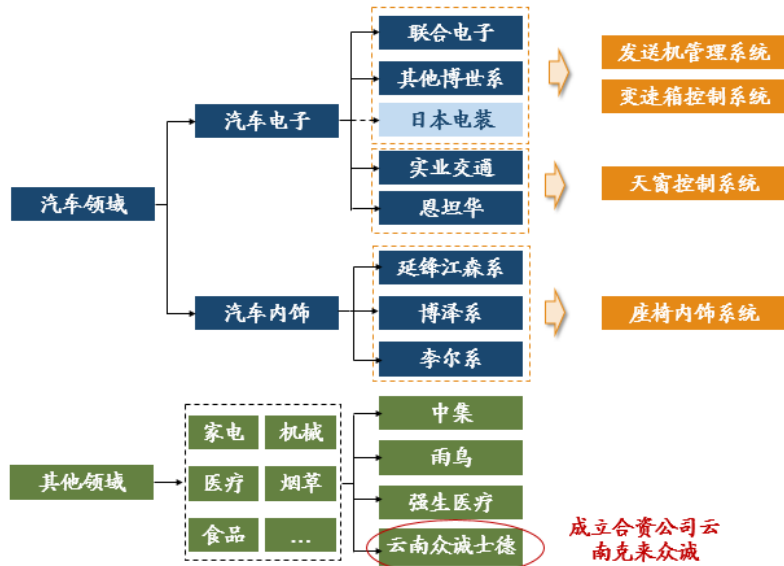 联合电子
发送机管理系统
其他博世系
变速箱控制系统
汽车电子
日本电装
实业交通
天窗控制系统
汽车领域
恩坦华
延锋江森系
汽车内饰
博泽系
座椅内饰系统
李尔系
中集
家电
机械
雨鸟
其他领域
医疗
烟草
强生医疗
食品
...
云南众诚士德
成立合资公司云
南克来众诚